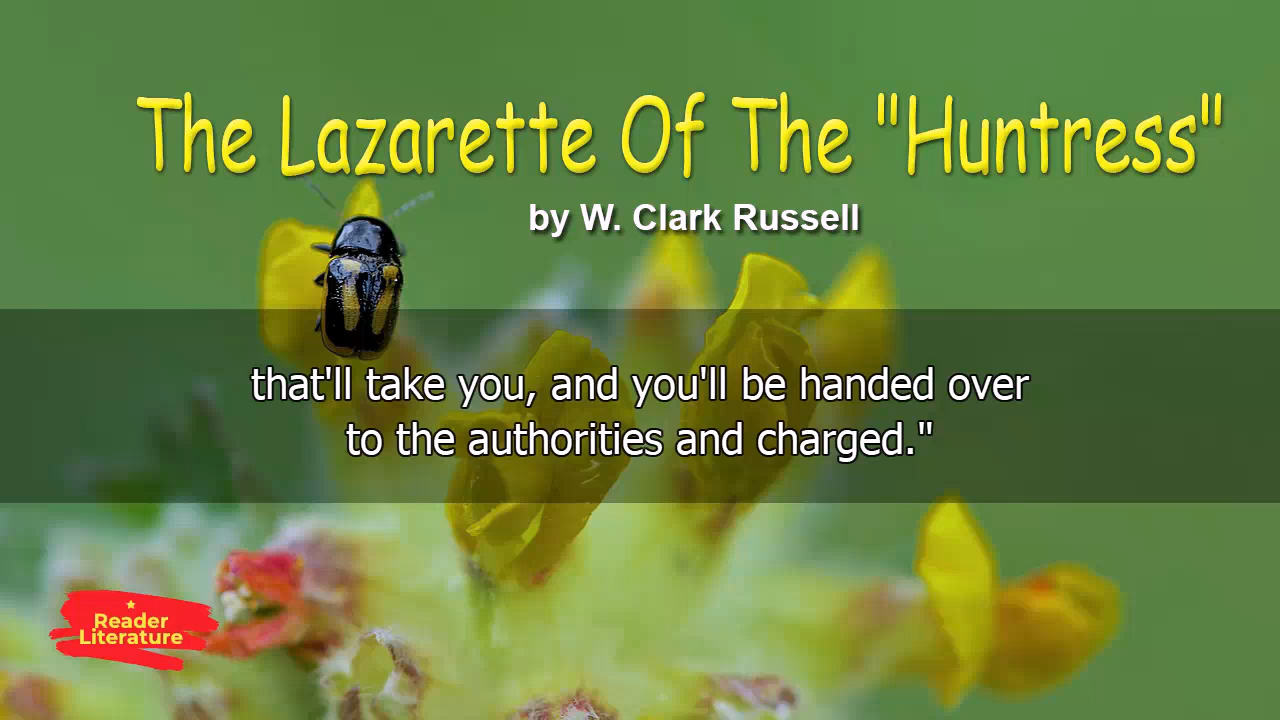 The Lazarette Of The "Huntress"
by W. Clark Russell
that'll take you, and you'll be handed over
to the authorities and charged."
Reader
Literature